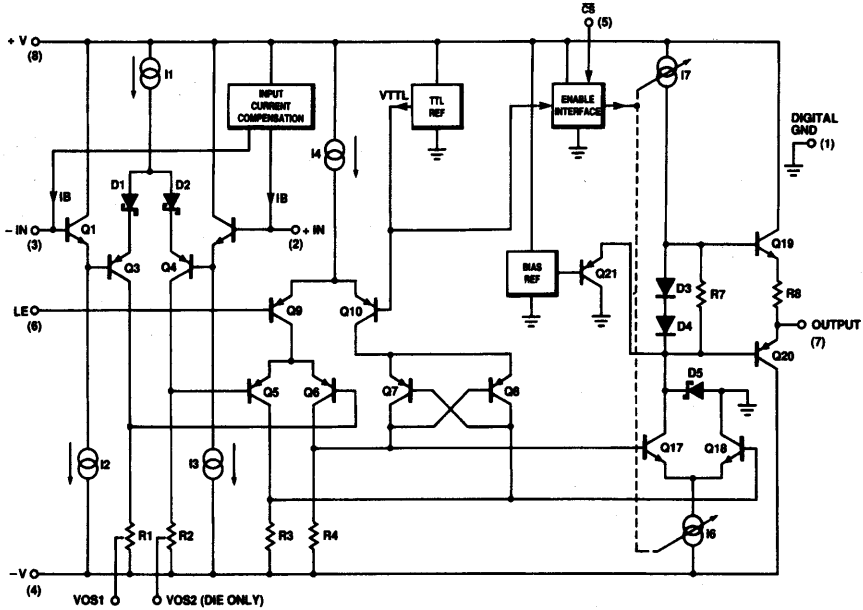 CS
(5)
+ V
(8)
I1
INPUT
CURRENT
COMPENSATION
VTTL
TTL
REF
ENABLE
INTERFACE
I7
DIGITAL
GND
(1)
I4
D1
D2
IB
IB
− IN
(3)
Q1
+ IN
(2)
Q3
Q4
Q19
BIAS
REF
Q21
D3
R7
R8
LE
(6)
Q9
Q10
D4
OUTPUT
(7)
Q20
Q5
Q6
Q7
Q8
D5
Q17
Q18
I2
I3
R1
R2
R3
R4
I6
−V
(4)
VOS1
VOS2 (DIE ONLY)